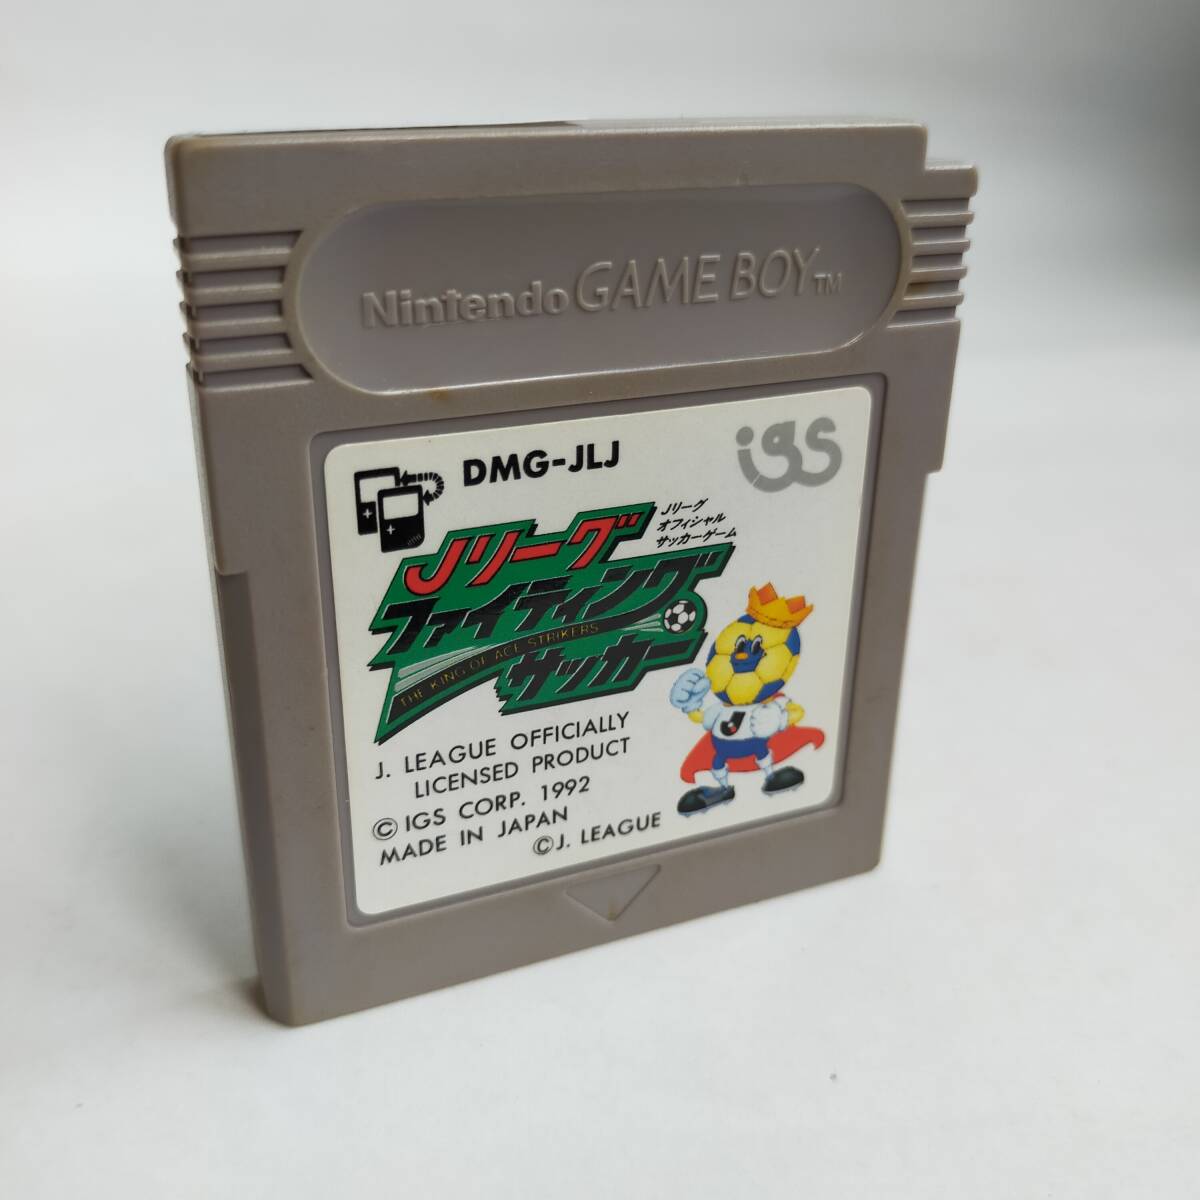 Nintendo GAME BOY TM
DMG-JLJ
igs
Jリーグ
オフィシャル
サッカーゲーム
Jリーグ
ファイティング
サッカー
THE KING OF ACE STRIKERS
J
J. LEAGUE OFFICIALLY
LICENSED PRODUCT
© IGS CORP. 1992
MADE IN JAPAN
© J. LEAGUE